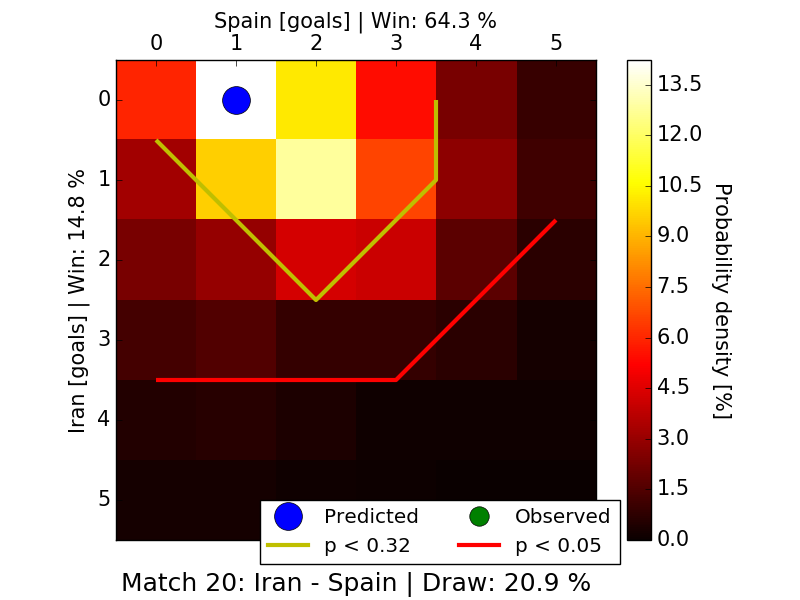 Spain [goals] | Win: 64.3 %
0 1 2 3 4 5
Iran [goals] | Win: 14.8 %
0
1
2
3
4
5
13.5
12.0
10.5
9.0
7.5
6.0
4.5
3.0
1.5
0.0
Probability density [%]
Predicted Observed
p < 0.32 p < 0.05
Match 20: Iran - Spain | Draw: 20.9 %